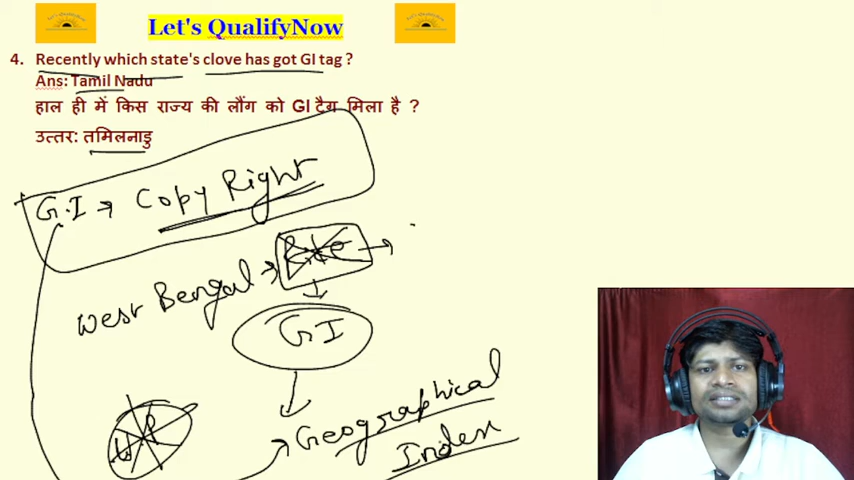 Let's QualifyNow
4. Recently which state's clove has got GI tag ?
Ans: Tamil Nadu
हाल ही में किस राज्य की लौंग को GI टैग मिला है ?
उत्तर: तमिलनाडु
G.I → Copy Right
West Bengal →
GI
Geographical
Index